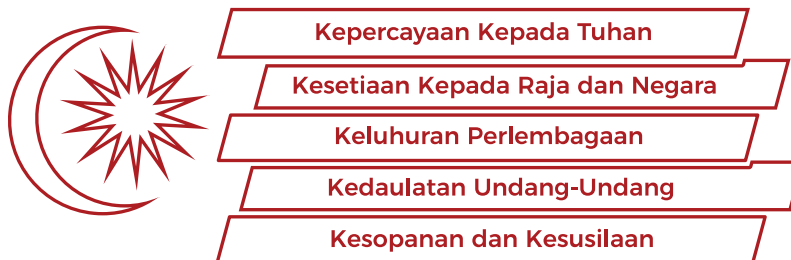 Kepercayaan Kepada Tuhan
Kesetiaan Kepada Raja dan Negara
Keluhuran Perlembagaan
Kedaulatan Undang-Undang
Kesopanan dan Kesusilaan